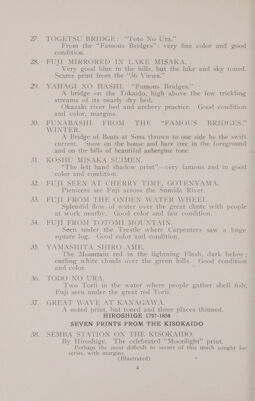 27. TOGETSU BRIDGE: "Toto No Ura."
From the "Famous Bridges". very fine color and good
condition.
28. FUJI MIRRORED IN LAKE MISAKA.
Very good blue in the hills, but the lake and sky toned.
Scarce print from the "36 Views."
29. YAHAGI NO HASHI. "Famous Bridges."
A bridge on the Tokaido, high above the few trickling
streams of its nearly dry bed.
Okazaki river bed and archery practice. Good condition
color, and margins.
30. FUNABASHI FROM THE "FAMOUS BRIDGES."
WINTER.
A Bridge of Boats at Sona thrown to one side by the swift
current. Snow on the house and bare tree in the foreground
and on the hills of beautiful aubergine tone.
31. KOSHU MISAKA SUIMEN.
"The left hand shadow print"—very famous and in good
color and condition.
32. FUJI SEEN AT CHERRY TIME, GOTENYAMA.
Picnicers see Fuji across the Sumida River.
33. FUJI FROM THE ONDEN WATER WHEEL.
Splendid flow of water over the great chute with people
at work nearby. Good color and fair condition.
34. FUJI FROM TOTOMI MOUNTAIN.
Seen under the Trestle where Carpenters saw a huge
square log. Good color and condition.
35. YAMASHITA SHIRO AME.
The Mountain red in the lightning Flash, dark below;
curling white clouds over the green hills. Good condition
and color.
36. TODO NO URA.
Two Torii in the water where people gather shell fish,
Fuji seen under the great red Torii.
37. GREAT WAVE AT KANAGAWA.
A noted print, but toned and three places thinned.
HIROSHIGE 1797-1858
SEVEN PRINTS FROM THE KISOKAIDO
38. SEMBA STATION ON THE KISOKAIDO.
By Hiroshige. The celebrated "Moonlight" print.
Perhaps the most difficult to secure of this much sought for
series, with margins.
(Illustrated)
4